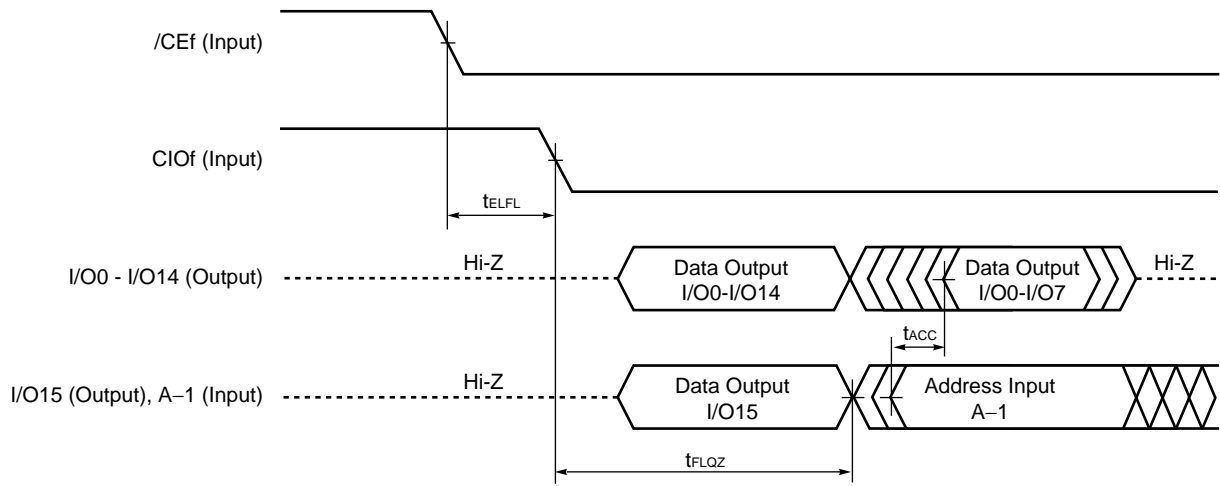 /CEf (Input)
CIOf (Input)
tELFL
I/O0 - I/O14 (Output)
Hi-Z
Data Output
I/O0-I/O14
Data Output
I/O0-I/O7
Hi-Z
tACC
I/O15 (Output), A−1 (Input)
Hi-Z
Data Output
I/O15
Address Input
A−1
tFLQZ